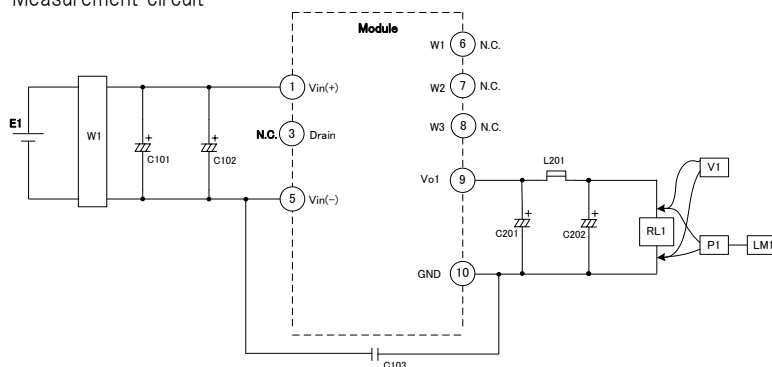 Measurement circuit
Module
W1 6 N.C.
1 Vin(+)
W2 7 N.C.
E1
W1
N.C. 3 Drain
W3 8 N.C.
+
C101
+
C102
Vo1 9
L201
V1
5 Vin(-)
+
C201
+
C202
RL1
P1
LM1
GND 10
C103